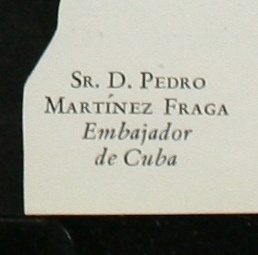 SR. D. PEDRO
MARTÍNEZ FRAGA
Embajador
de Cuba